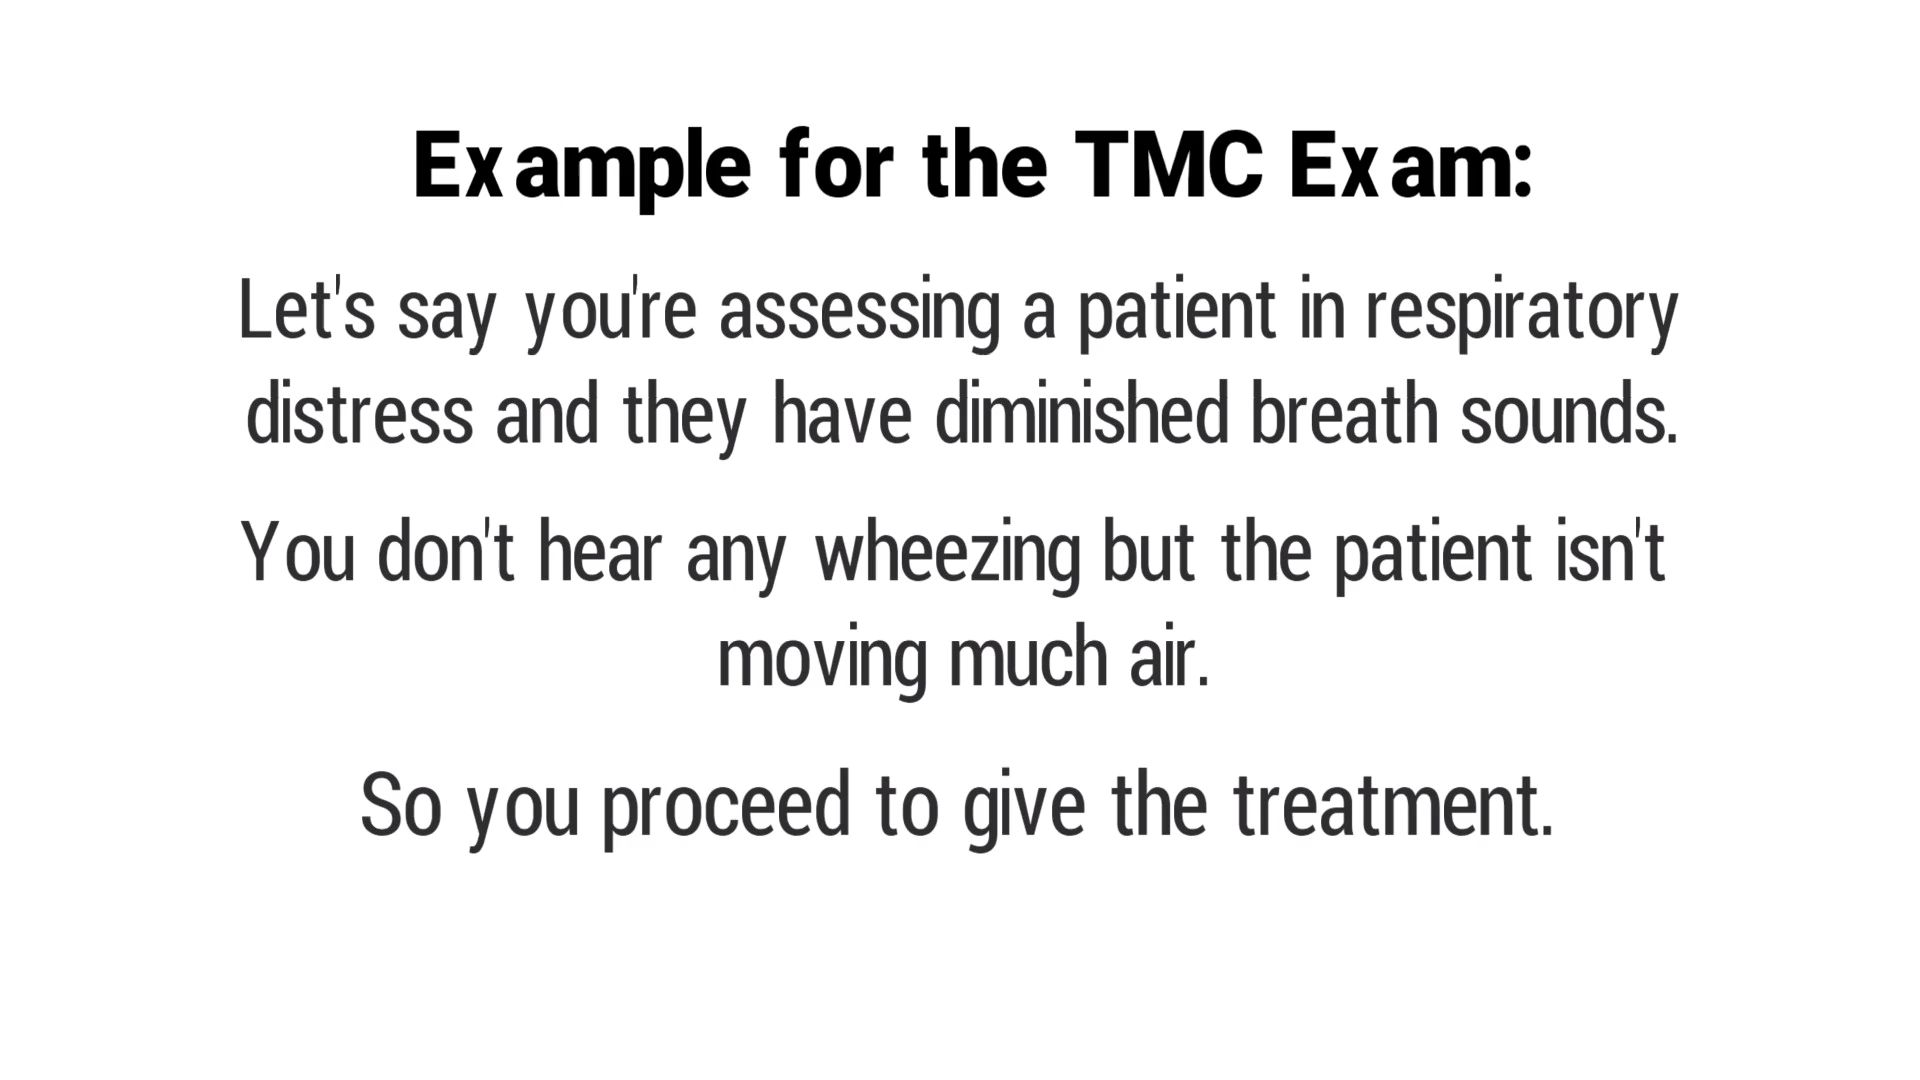 Example for the TMC Exam:
Let's say you're assessing a patient in respiratory
distress and they have diminished breath sounds.
You don't hear any wheezing but the patient isn't
moving much air.
So you proceed to give the treatment.